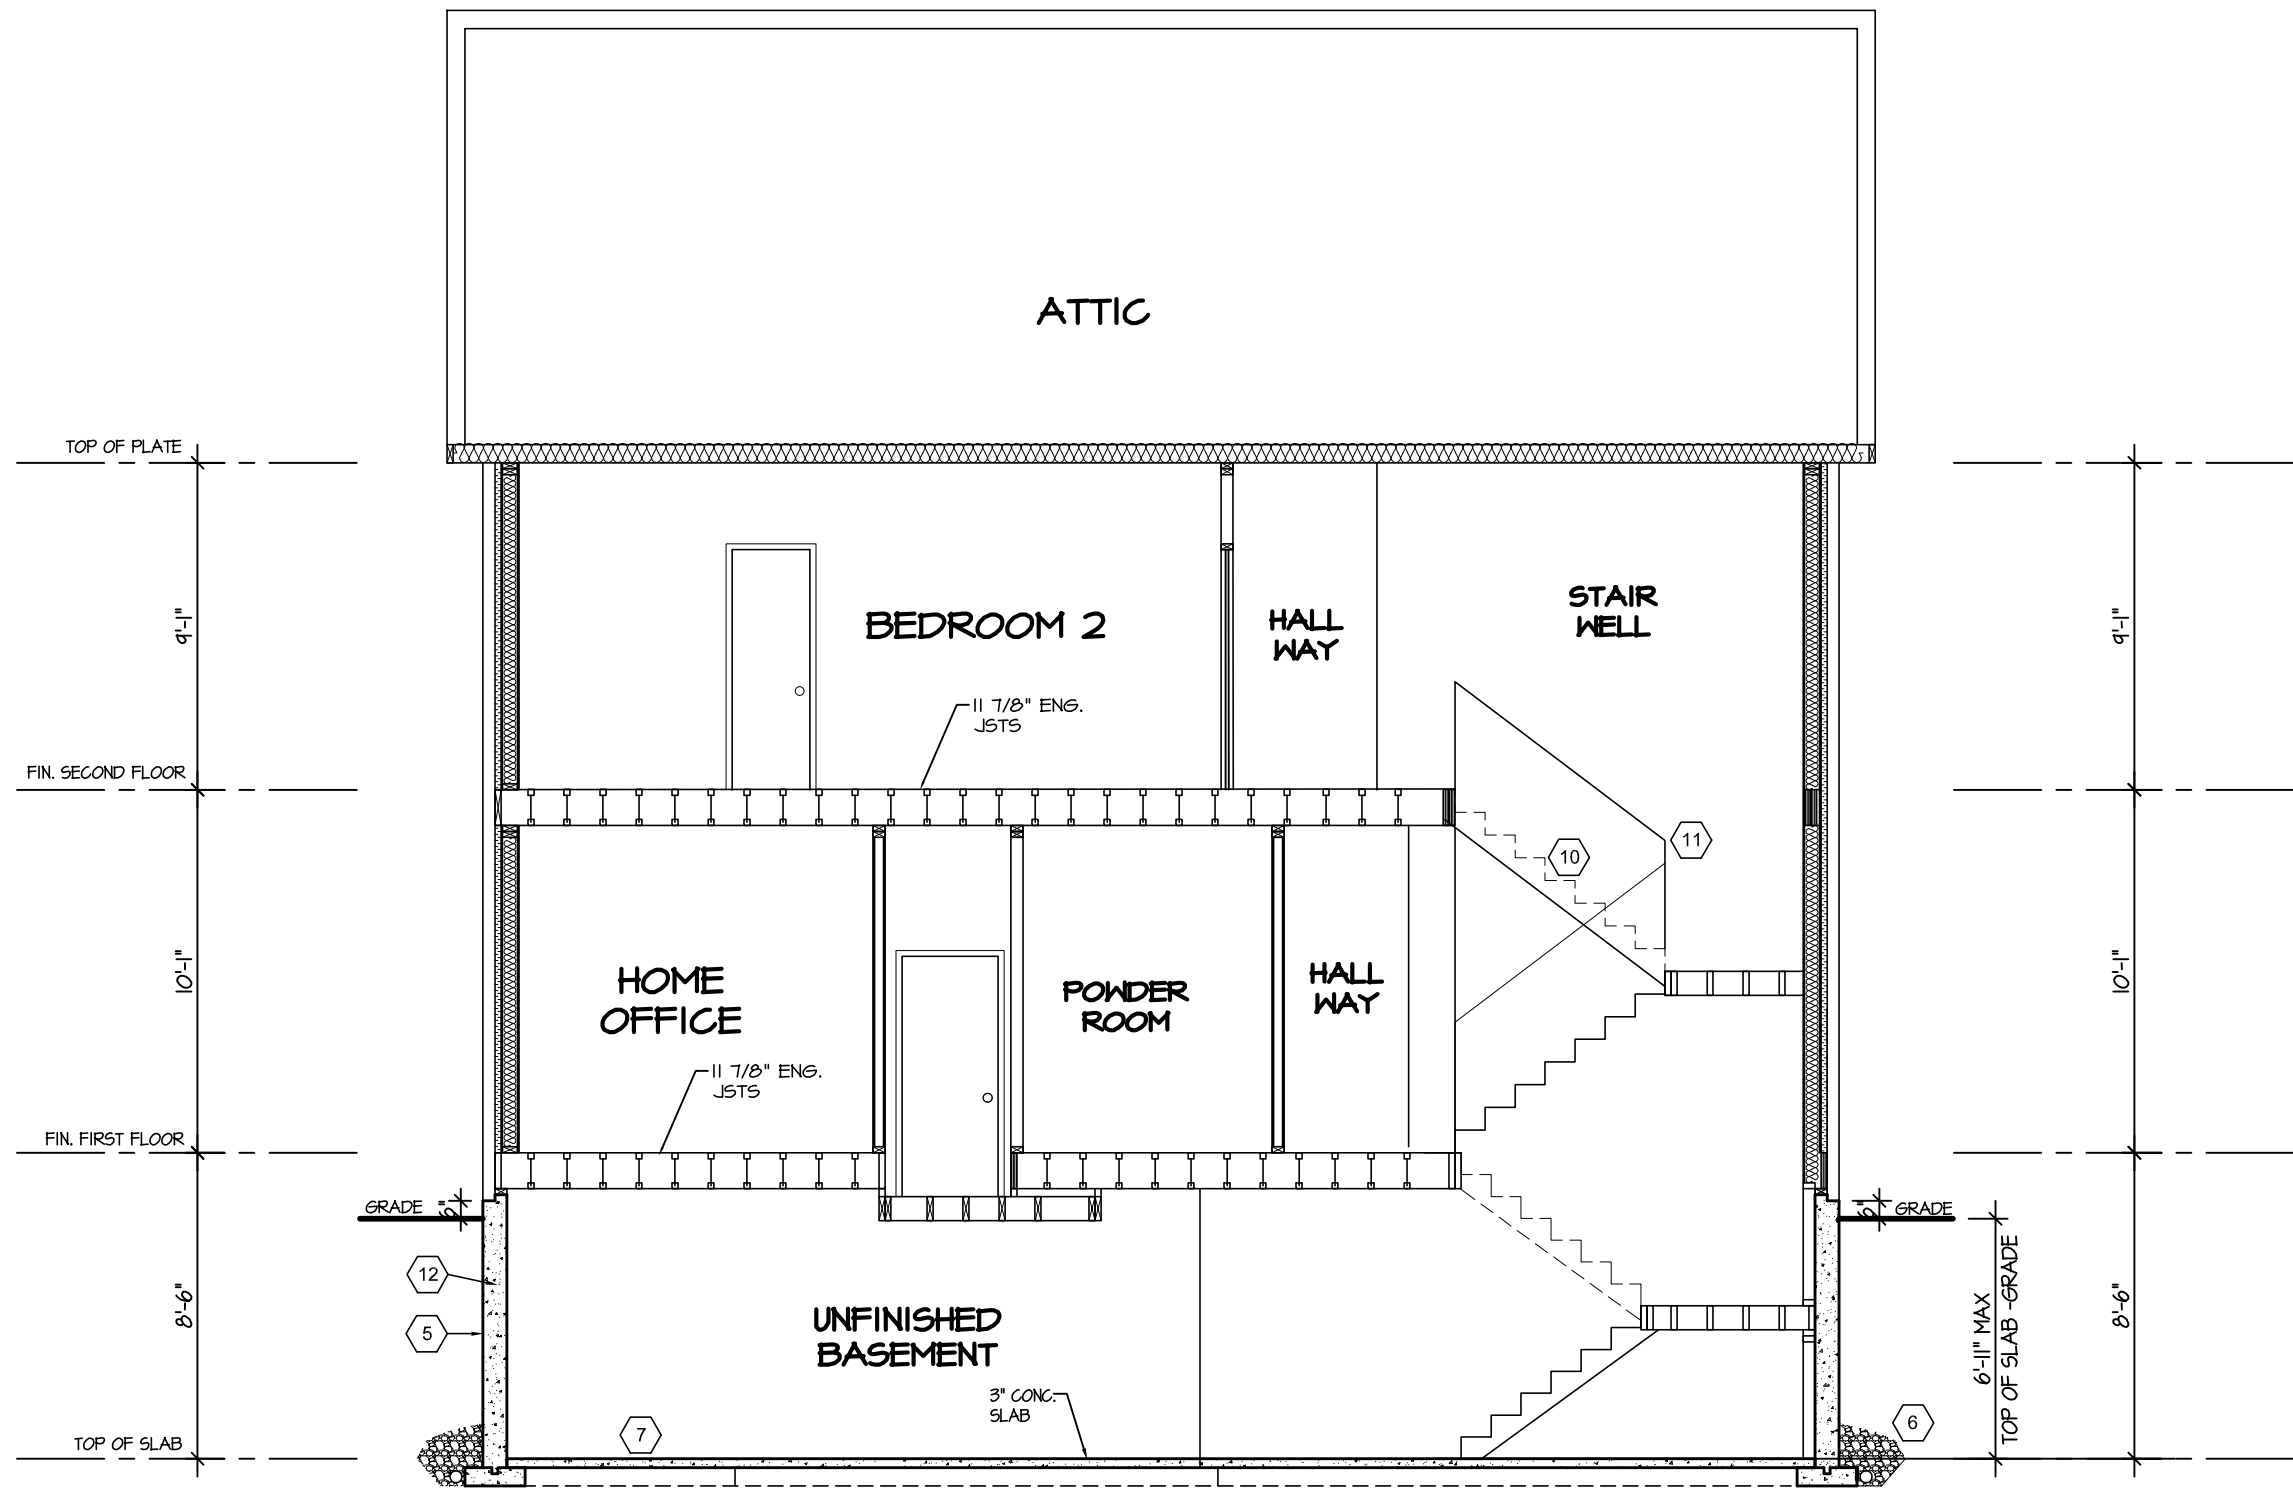 ATTIC
TOP OF PLATE
9'-1"
BEDROOM 2
HALL
WAY
STAIR
WELL
9'-1"
11 7/8" ENG.
JSTS
FIN. SECOND FLOOR
10
11
10'-1"
HOME
OFFICE
POWDER
ROOM
HALL
WAY
10'-1"
11 7/8" ENG.
JSTS
FIN. FIRST FLOOR
GRADE
6"
6"
GRADE
12
5
8'-6"
UNFINISHED
BASEMENT
6'-11" MAX
TOP OF SLAB -GRADE
8'-6"
3" CONC.
SLAB
7
6
TOP OF SLAB